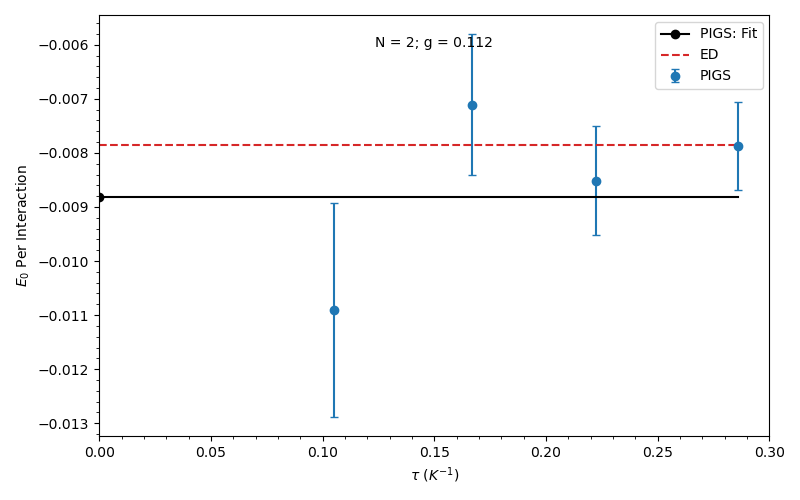 N = 2; g = 0.112
PIGS: Fit
ED
PIGS
−0.006
−0.007
−0.008
−0.009
−0.010
−0.011
−0.012
−0.013
E₀ Per Interaction
0.00 0.05 0.10 0.15 0.20 0.25 0.30
τ (K⁻¹)